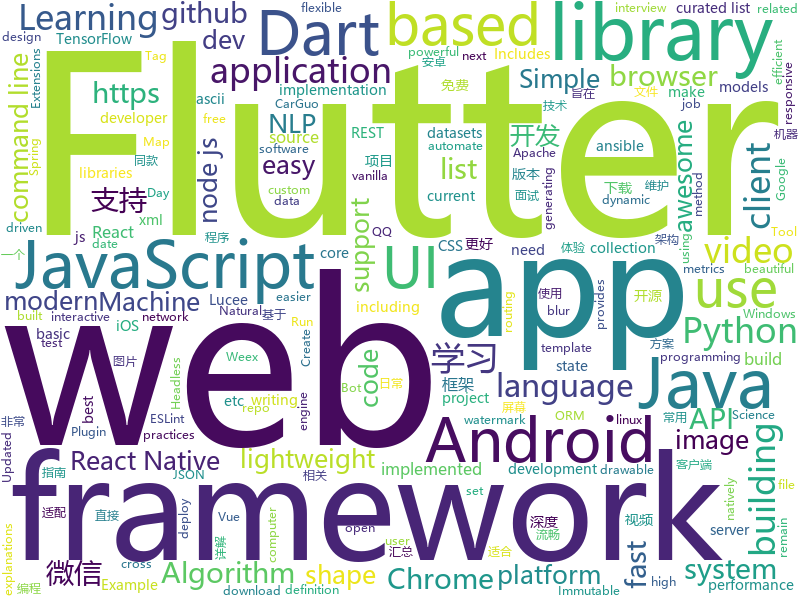 Learning github Dart based library
dev application browser
Extensions TensorFlow design Tag flexible interview curated list related
developer https ascii implementation 安卓 Includes 免费 powerful next efficient
command line Map free NLP CarGuo REST datasets Simple models make responsive
Spring libraries source software automate 开发 技术 旨在 文件 job 机器
Flutter
同款 Day custom easy 项目 Apache ansible
driven 支持 node js data vanilla list 版本 面试 generating 下载 维护 awesome method dynamic Google client
xml React js date 程序 QQ 更好 current
一个 JavaScript core support UI CSS need 体验 collection 架构 using video Tool
modern Machine Lucee easier including app provides 使用 开源 metrics beautiful
built interactive network Natural 基于 iOS Run routing blur Windows use
basic test Weex Create state template 方案 Python
web 图片 Headless Bot etc code 学习 programming build
Updated best engine writing 日常 框架 language Java
非常 ESLint repo project 屏幕 ORM 常用 API Science
practices Plugin React Native watermark linux Android image
explanations 指南 JSON 相关 lightweight implemented development drawable 客户端 building file
framework
适配 直接 deploy Vue computer set 深度 视频 server natively remain
微信 cross open user 汇总 适合 流畅 fast system
编程 Example Algorithm 详解 download definition shape Chrome platform high Immutable performance